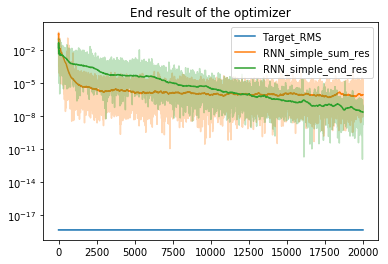 End result of the optimizer
Target_RMS
RNN_simple_sum_res
RNN_simple_end_res
10⁻²
10⁻⁵
10⁻⁸
10⁻¹¹
10⁻¹⁴
10⁻¹⁷
0 2500 5000 7500 10000 12500 15000 17500 20000